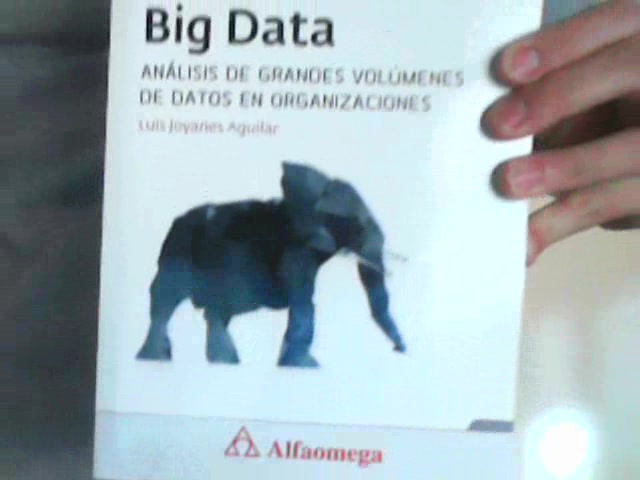 Big Data
ANÁLISIS DE GRANDES VOLÚMENES
DE DATOS EN ORGANIZACIONES
Luis Joyanes Aguilar
Alfaomega